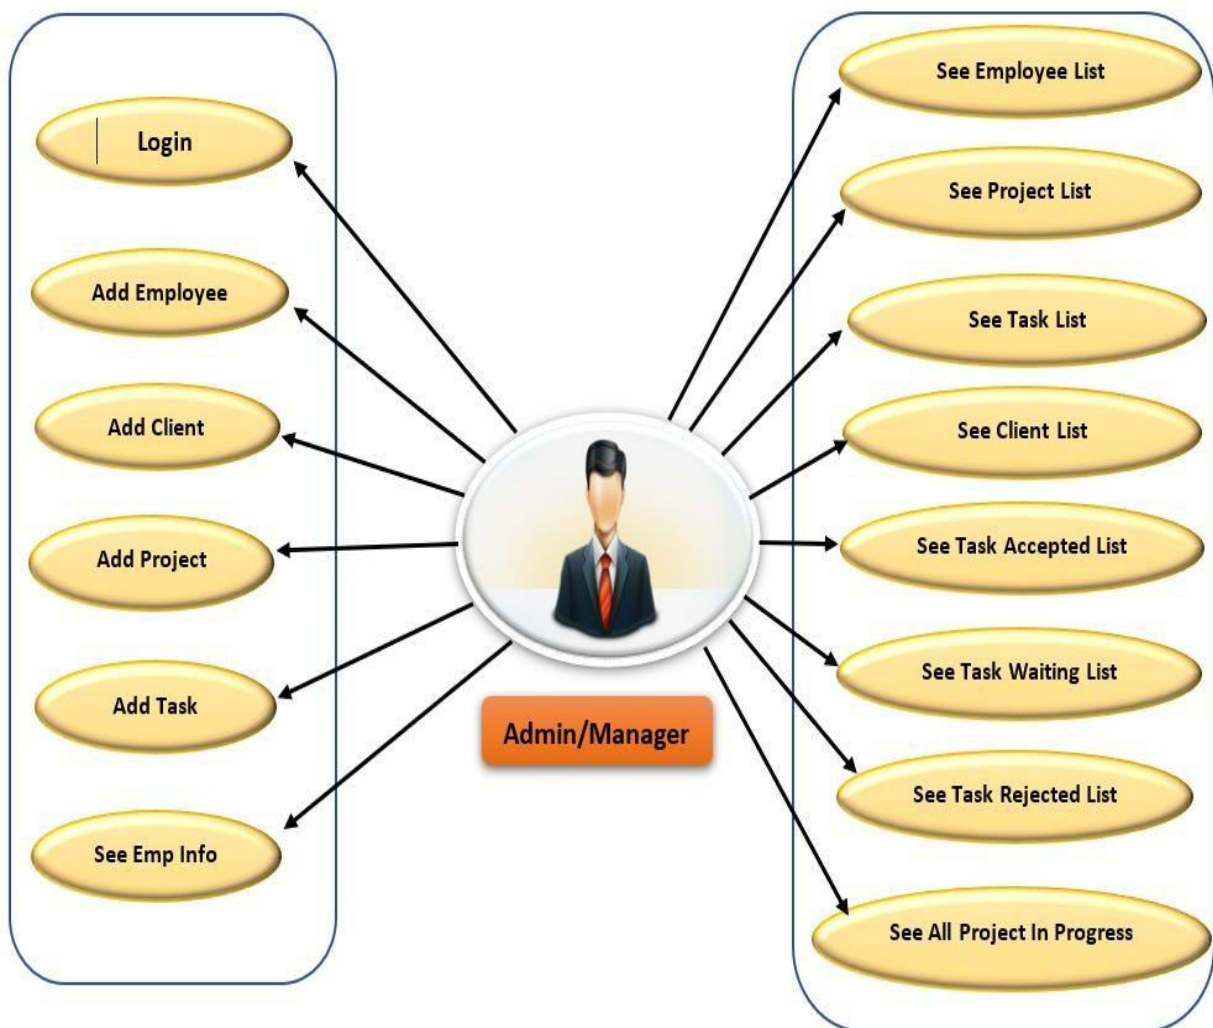 Login
Add Employee
Add Client
Add Project
Add Task
See Emp Info
Admin/Manager
See Employee List
See Project List
See Task List
See Client List
See Task Accepted List
See Task Waiting List
See Task Rejected List
See All Project In Progress